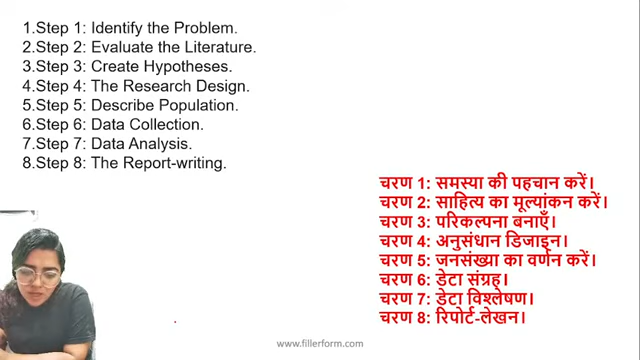 1.Step 1: Identify the Problem.
2.Step 2: Evaluate the Literature.
3.Step 3: Create Hypotheses.
4.Step 4: The Research Design.
5.Step 5: Describe Population.
6.Step 6: Data Collection.
7.Step 7: Data Analysis.
8.Step 8: The Report-writing.
चरण 1: समस्या की पहचान करें।
चरण 2: साहित्य का मूल्यांकन करें।
चरण 3: परिकल्पना बनाएँ।
चरण 4: अनुसंधान डिजाइन।
चरण 5: जनसंख्या का वर्णन करें।
चरण 6: डेटा संग्रह।
चरण 7: डेटा विश्लेषण।
चरण 8: रिपोर्ट-लेखन।
www.fillerform.com